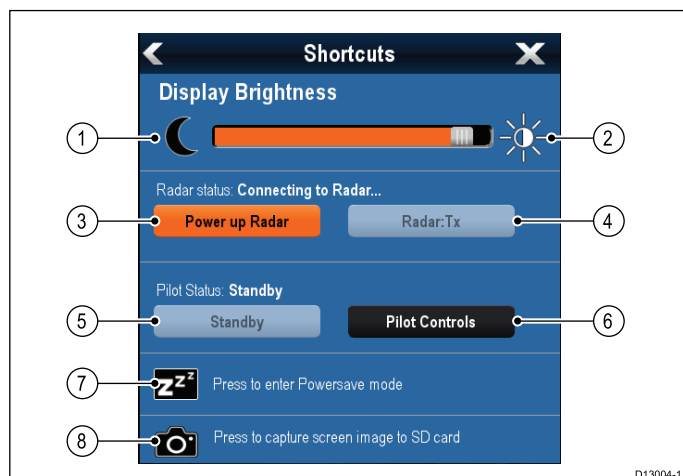 Shortcuts
Display Brightness
1
2
Radar status: Connecting to Radar...
3
Power up Radar
Radar:Tx
4
Pilot Status: Standby
5
Standby
Pilot Controls
6
7
zzz
Press to enter Powersave mode
8
Press to capture screen image to SD card
D13004-1